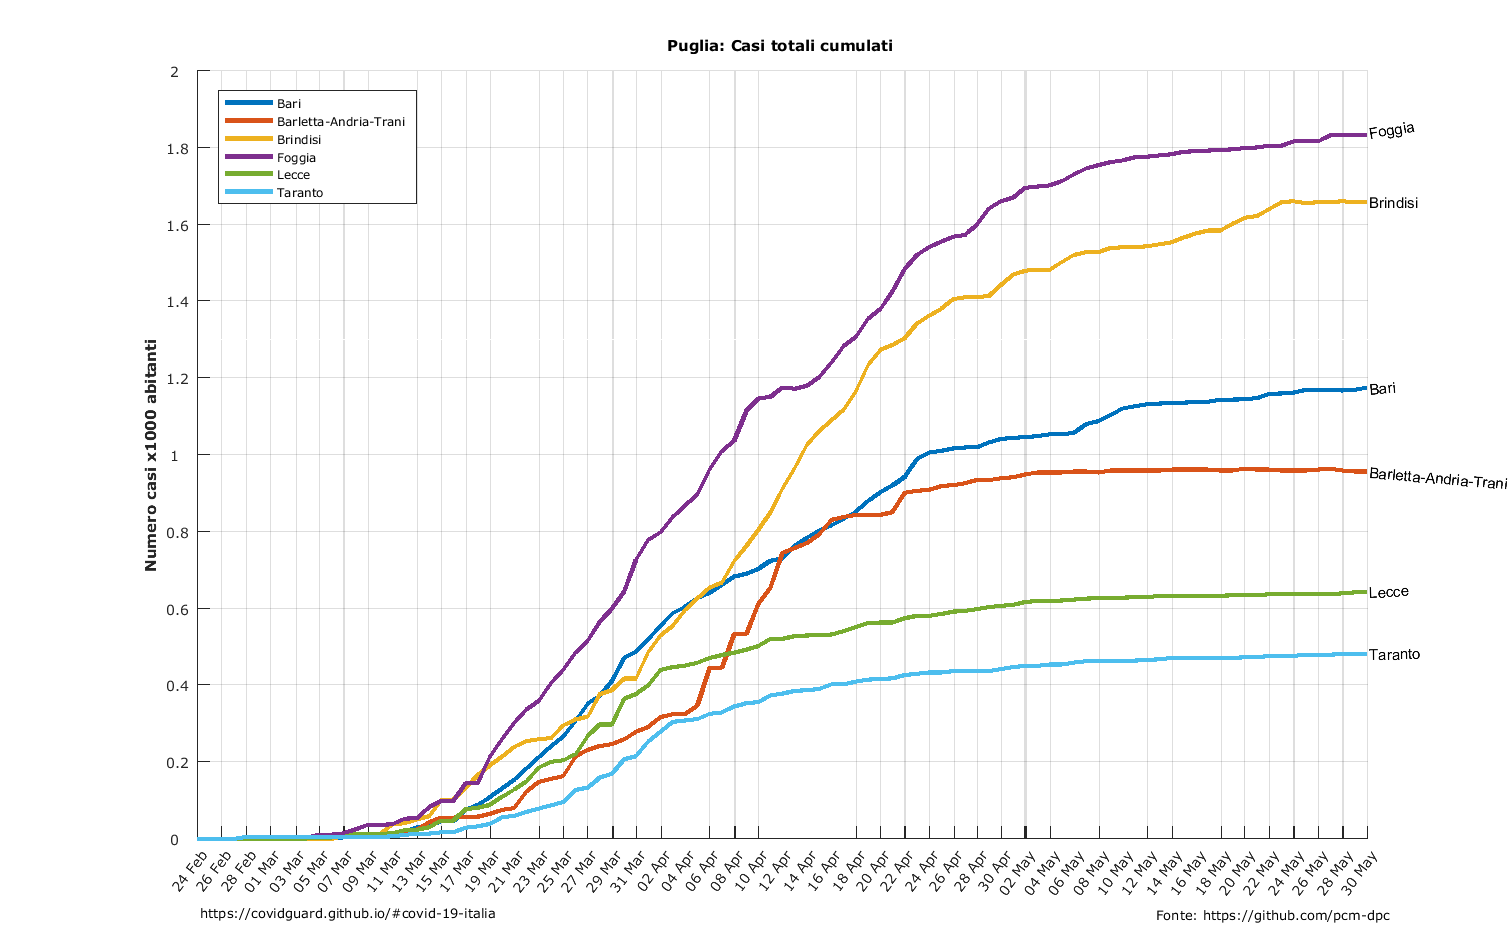 Puglia: Casi totali cumulati
Bari
Barletta-Andria-Trani
Brindisi
Foggia
Lecce
Taranto
Numero casi x1000 abitanti
2
1.8
1.6
1.4
1.2
1
0.8
0.6
0.4
0.2
0
Foggia
Brindisi
Bari
Barletta-Andria-Trani
Lecce
Taranto
24 Feb
26 Feb
28 Feb
01 Mar
03 Mar
05 Mar
07 Mar
09 Mar
11 Mar
13 Mar
15 Mar
17 Mar
19 Mar
21 Mar
23 Mar
25 Mar
27 Mar
29 Mar
31 Mar
02 Apr
04 Apr
06 Apr
08 Apr
10 Apr
12 Apr
14 Apr
16 Apr
18 Apr
20 Apr
22 Apr
24 Apr
26 Apr
28 Apr
30 Apr
02 May
04 May
06 May
08 May
10 May
12 May
14 May
16 May
18 May
20 May
22 May
24 May
26 May
28 May
30 May
https://covidguard.github.io/#covid-19-italia
Fonte: https://github.com/pcm-dpc